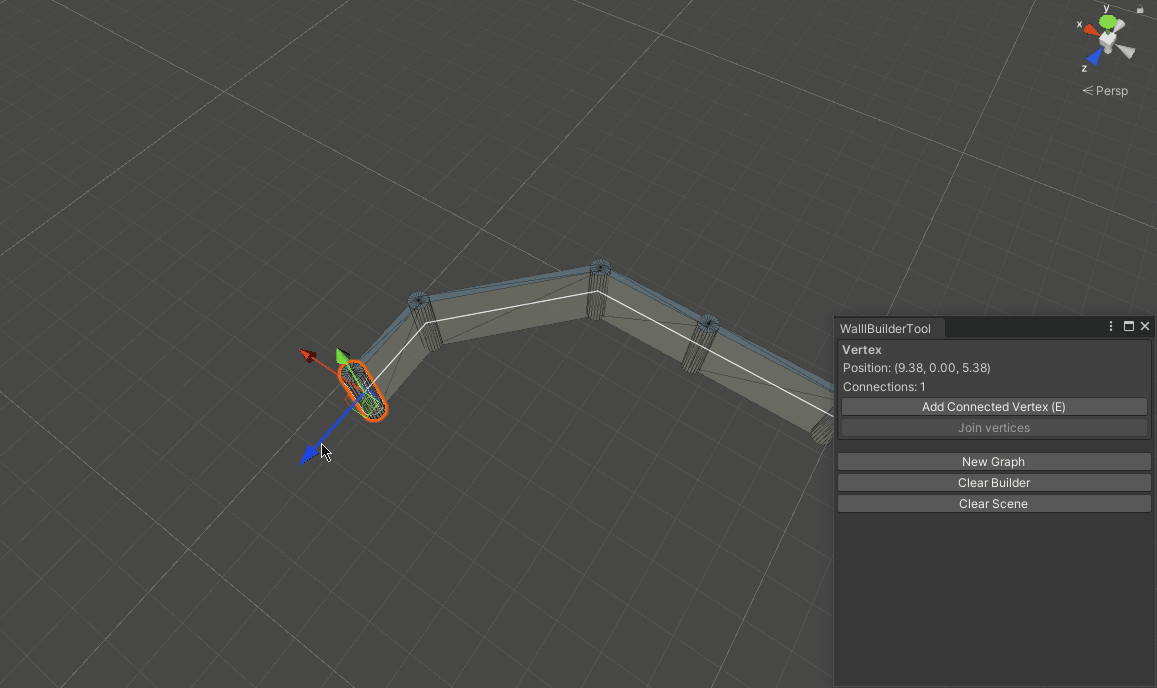 y
x
z
Persp
WallIBuilderTool
Vertex
Position: (9.38, 0.00, 5.38)
Connections: 1
Add Connected Vertex (E)
Join vertices
New Graph
Clear Builder
Clear Scene